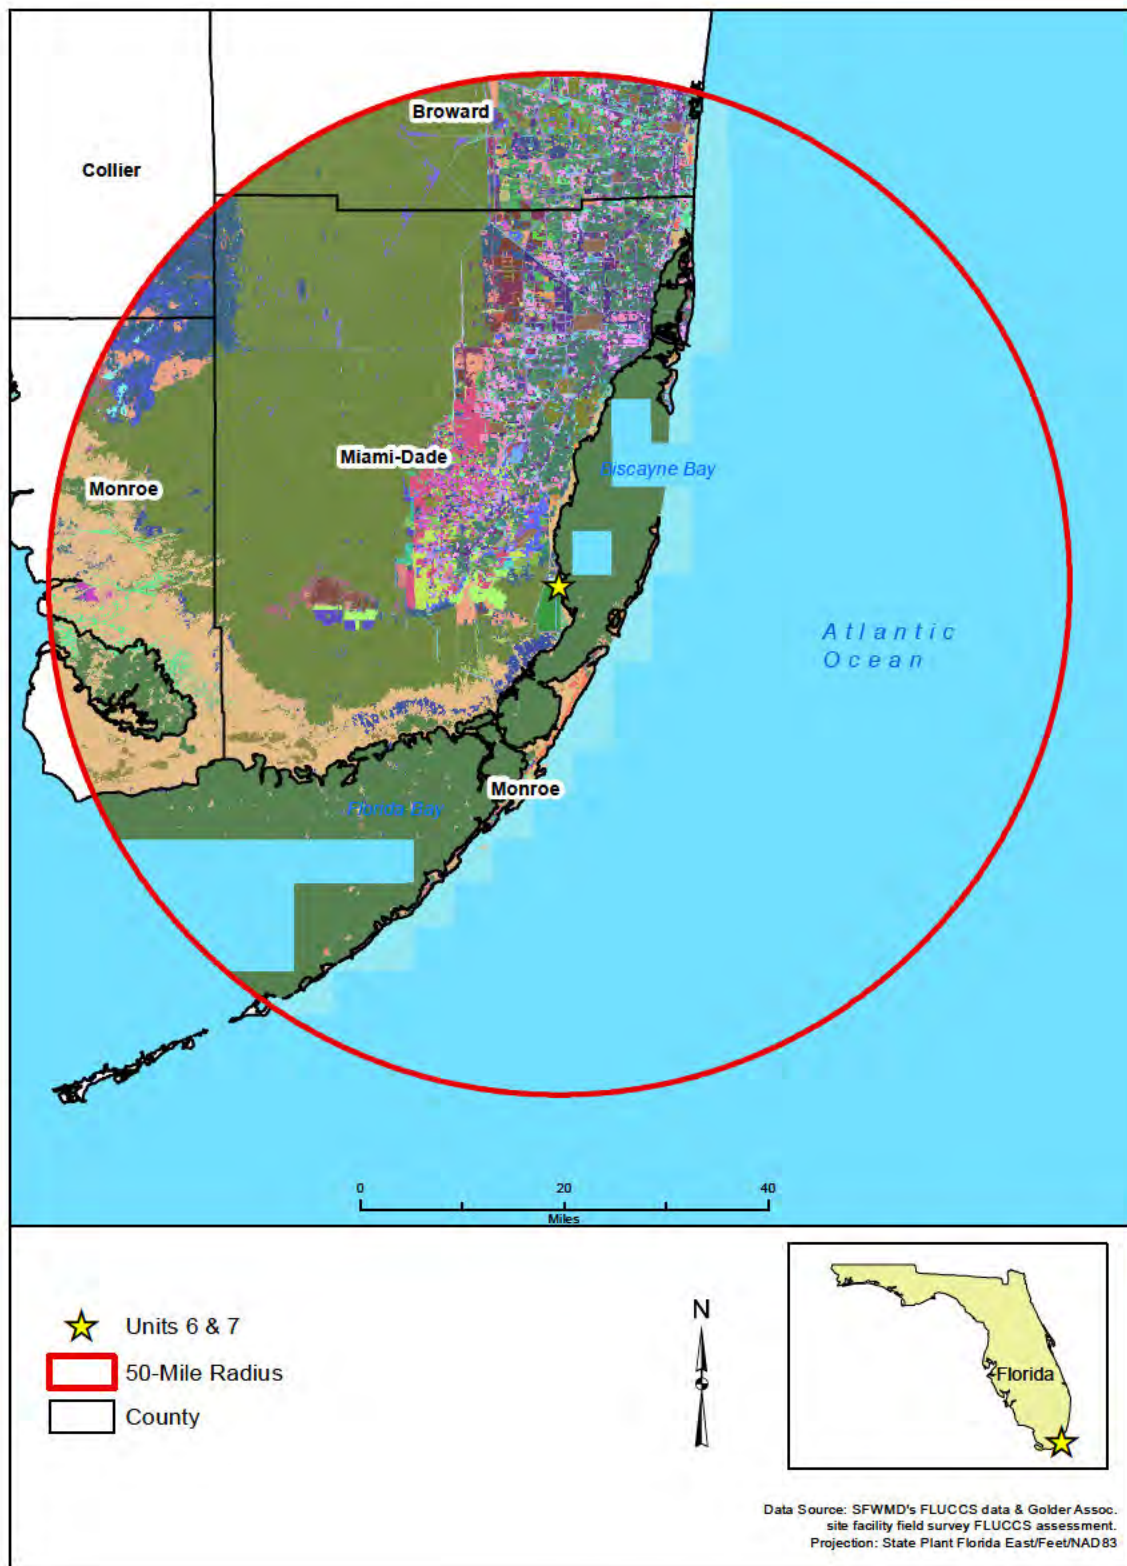 Broward
Collier
Miami-Dade
Biscayne Bay
Monroe
Atlantic
Ocean
Monroe
Florida Bay
0 20 40
Miles
Units 6 & 7
50-Mile Radius
County
N
Florida
Data Source: SFWMD's FLUCCS data & Golder Assoc.
site facility field survey FLUCCS assessment.
Projection: State Plant Florida East/Feet/NAD83